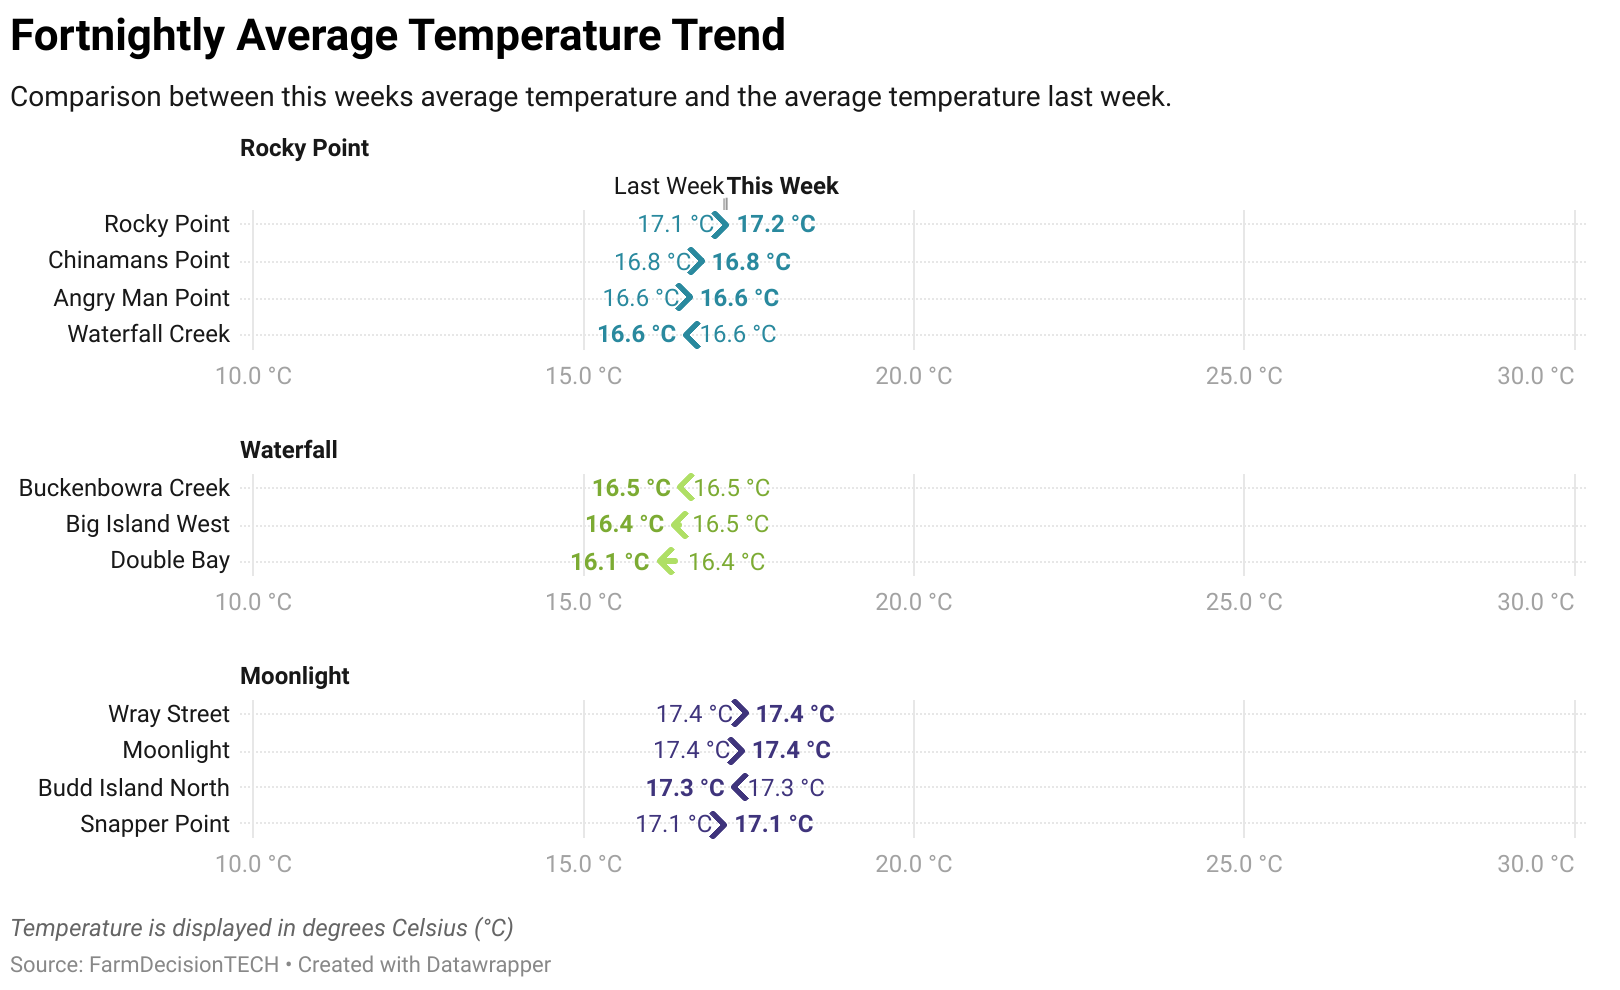 Fortnightly Average Temperature Trend
Comparison between this weeks average temperature and the average temperature last week.
Rocky Point
Last Week This Week
Rocky Point 17.1 °C 17.2 °C
Chinamans Point 16.8 °C 16.8 °C
Angry Man Point 16.6 °C 16.6 °C
Waterfall Creek 16.6 °C 16.6 °C
10.0 °C 15.0 °C 20.0 °C 25.0 °C 30.0 °C
Waterfall
Buckenbowra Creek 16.5 °C 16.5 °C
Big Island West 16.4 °C 16.5 °C
Double Bay 16.1 °C 16.4 °C
10.0 °C 15.0 °C 20.0 °C 25.0 °C 30.0 °C
Moonlight
Wray Street 17.4 °C 17.4 °C
Moonlight 17.4 °C 17.4 °C
Budd Island North 17.3 °C 17.3 °C
Snapper Point 17.1 °C 17.1 °C
10.0 °C 15.0 °C 20.0 °C 25.0 °C 30.0 °C
Temperature is displayed in degrees Celsius (°C)
Source: FarmDecisionTECH • Created with Datawrapper